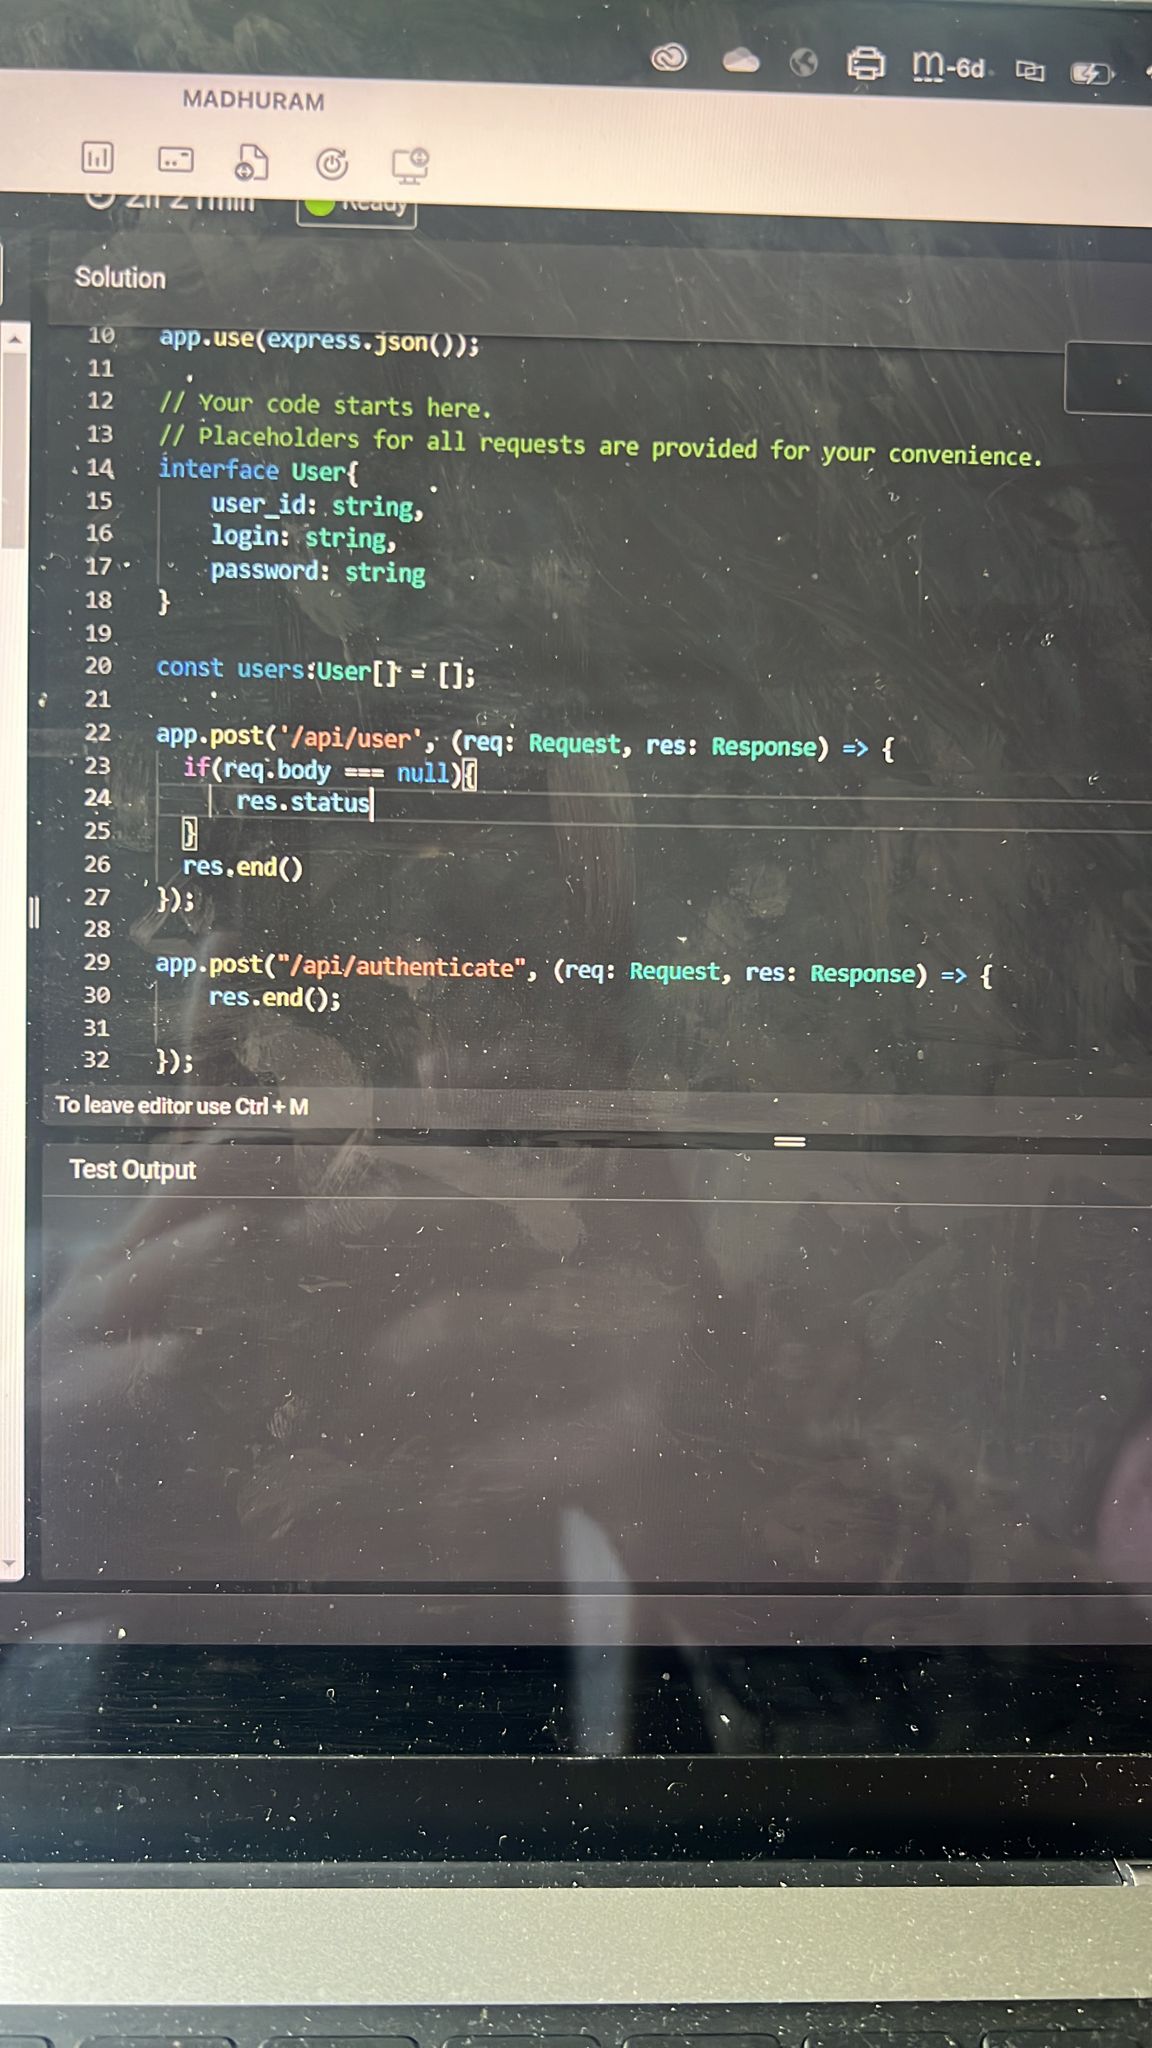 m-6d
MADHURAM
2h 21min
Ready
Solution
10 app.use(express.json());
11
12 // Your code starts here.
13 // Placeholders for all requests are provided for your convenience.
14 interface User{
15 user_id: string,
16 login: string,
17 password: string
18 }
19
20 const users:User[] = [];
21
22 app.post('/api/user', (req: Request, res: Response) => {
23 if(req.body === null){
24 res.status
25 }
26 res.end()
27 });
28
29 app.post("/api/authenticate", (req: Request, res: Response) => {
30 res.end();
31
32 });
To leave editor use Ctrl + M
Test Output